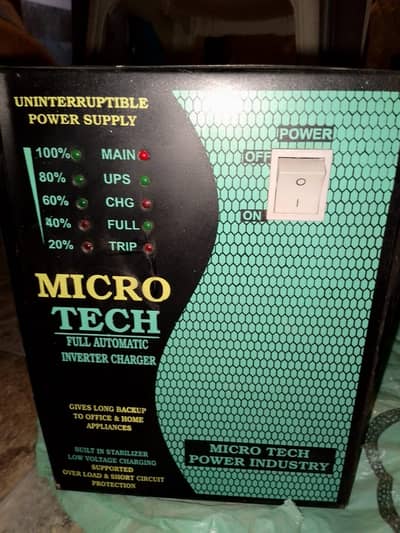 UNINTERRUPTIBLE
POWER SUPPLY
100% MAIN
80% UPS
60% CHG
40% FULL
20% TRIP
POWER
OFF
O
I
ON
MICRO
TECH
FULL AUTOMATIC
INVERTER CHARGER
GIVES LONG BACKUP
TO OFFICE & HOME
APPLIANCES
BUILT IN STABILIZER
LOW VOLTAGE CHARGING
SUPPORTED
OVER LOAD & SHORT CIRCUIT
PROTECTION
MICRO TECH
POWER INDUSTRY